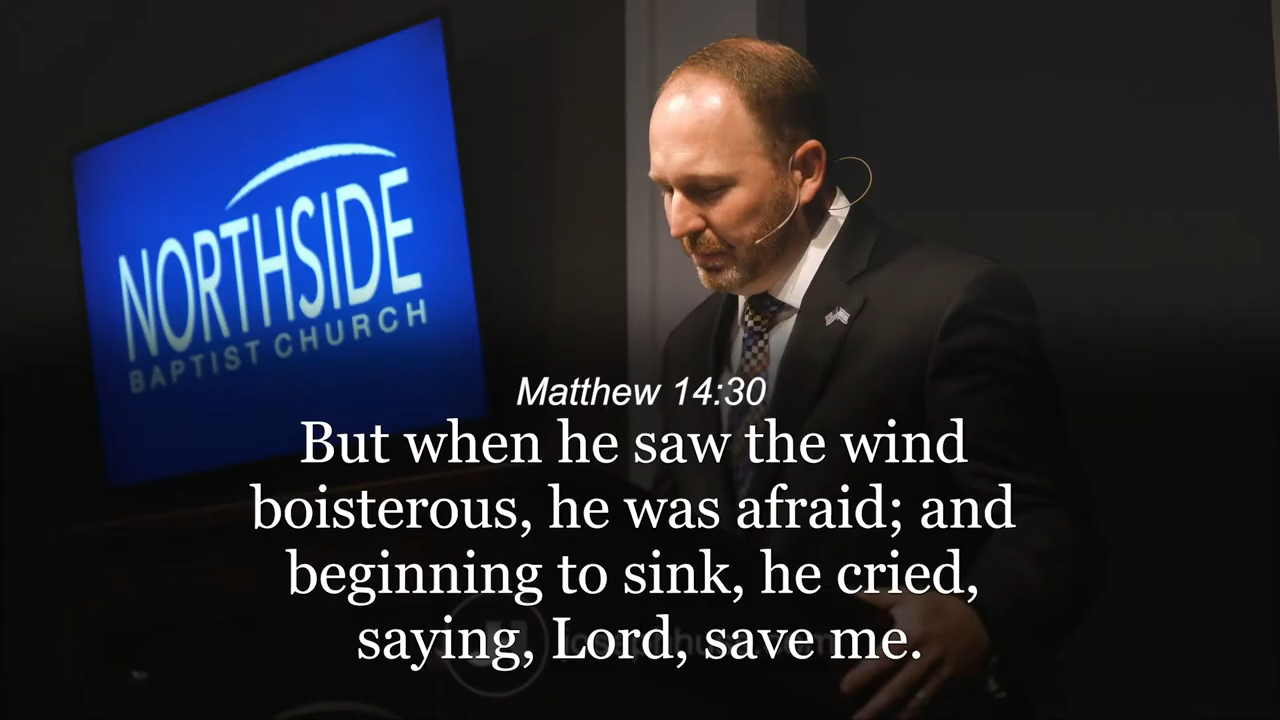 NORTHSIDE
BAPTIST CHURCH
Matthew 14:30
But when he saw the wind
boisterous, he was afraid; and
beginning to sink, he cried,
saying, Lord, save me.